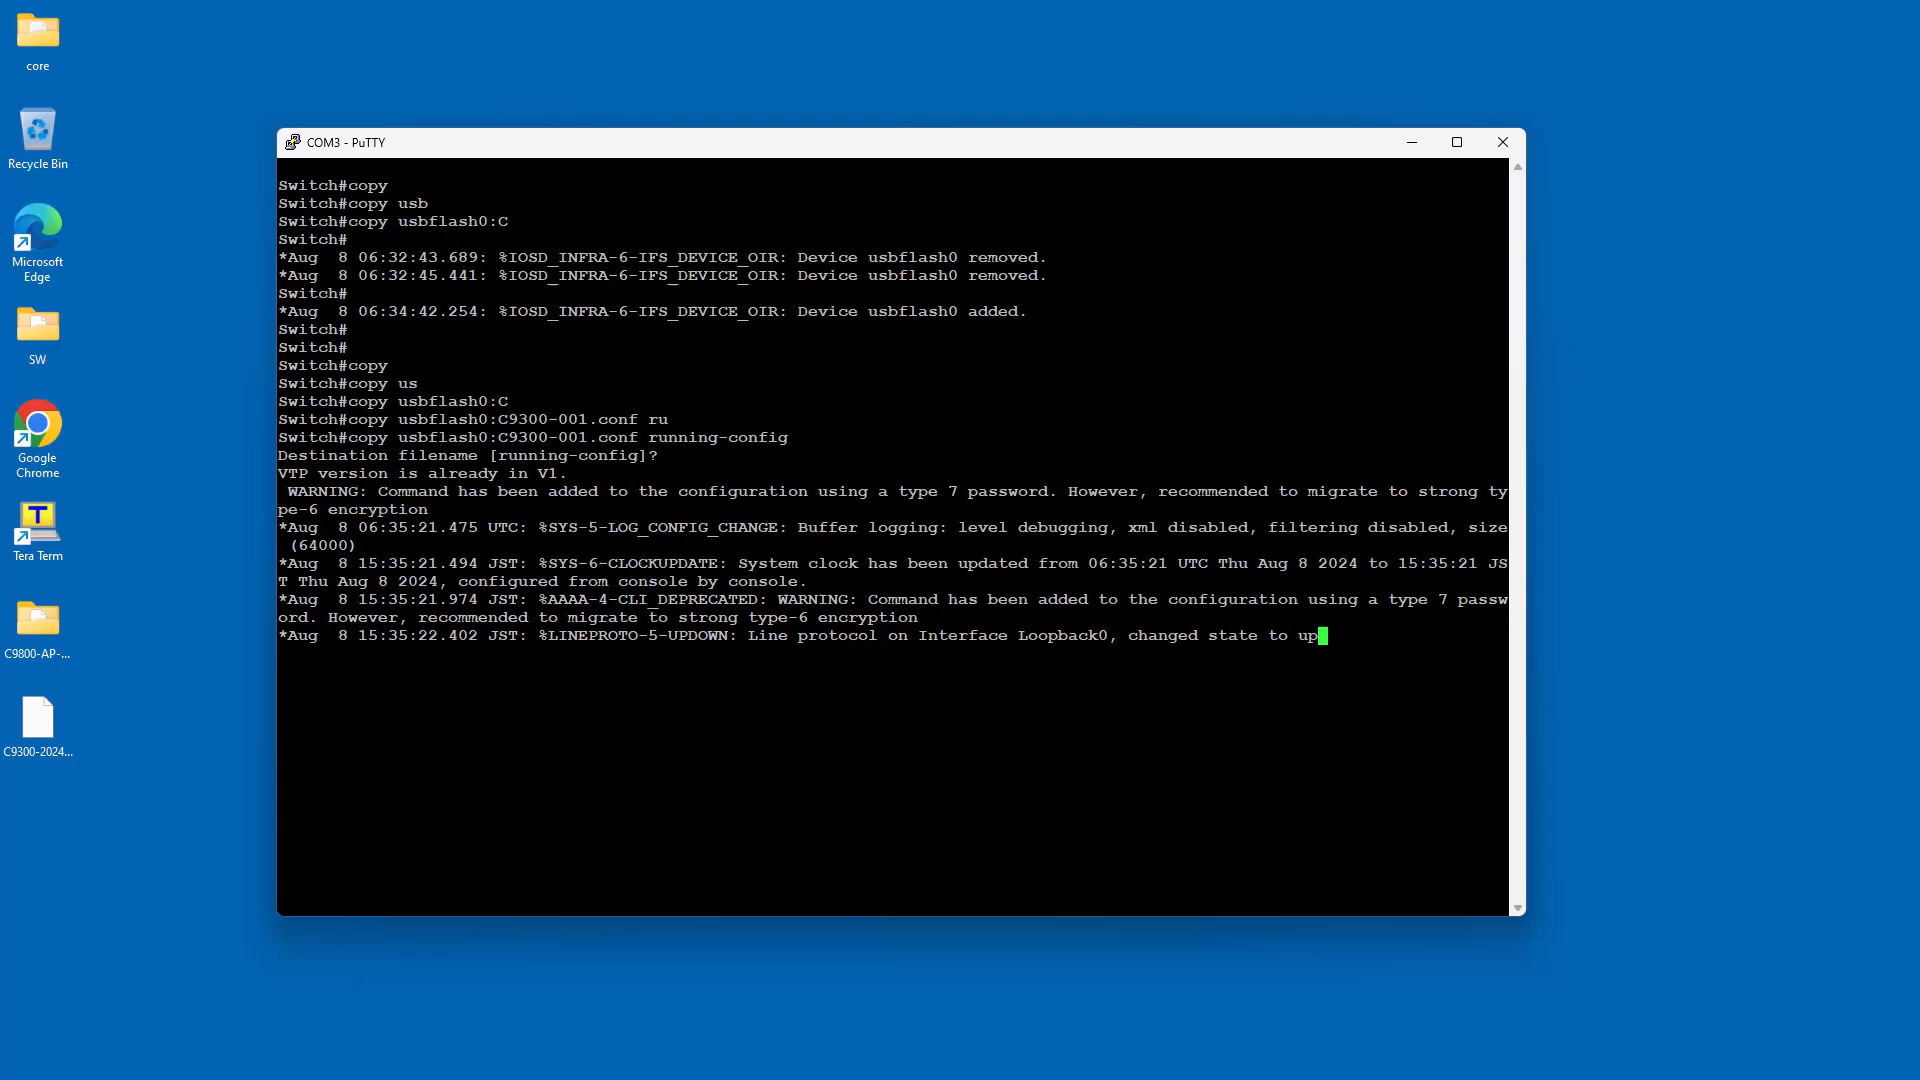 core
Recycle Bin
Microsoft
Edge
SW
Google
Chrome
Tera Term
C9800-AP-...
C9300-2024...
COM3 - PuTTY
Switch#copy
Switch#copy usb
Switch#copy usbflash0:C
Switch#
*Aug  8 06:32:43.689: %IOSD_INFRA-6-IFS_DEVICE_OIR: Device usbflash0 removed.
*Aug  8 06:32:45.441: %IOSD_INFRA-6-IFS_DEVICE_OIR: Device usbflash0 removed.
Switch#
*Aug  8 06:34:42.254: %IOSD_INFRA-6-IFS_DEVICE_OIR: Device usbflash0 added.
Switch#
Switch#
Switch#copy
Switch#copy us
Switch#copy usbflash0:C
Switch#copy usbflash0:C9300-001.conf ru
Switch#copy usbflash0:C9300-001.conf running-config
Destination filename [running-config]?
VTP version is already in V1.
 WARNING: Command has been added to the configuration using a type 7 password. However, recommended to migrate to strong ty
pe-6 encryption
*Aug  8 06:35:21.475 UTC: %SYS-5-LOG_CONFIG_CHANGE: Buffer logging: level debugging, xml disabled, filtering disabled, size
 (64000)
*Aug  8 15:35:21.494 JST: %SYS-6-CLOCKUPDATE: System clock has been updated from 06:35:21 UTC Thu Aug 8 2024 to 15:35:21 JS
T Thu Aug 8 2024, configured from console by console.
*Aug  8 15:35:21.974 JST: %AAAA-4-CLI_DEPRECATED: WARNING: Command has been added to the configuration using a type 7 passw
ord. However, recommended to migrate to strong type-6 encryption
*Aug  8 15:35:22.402 JST: %LINEPROTO-5-UPDOWN: Line protocol on Interface Loopback0, changed state to up